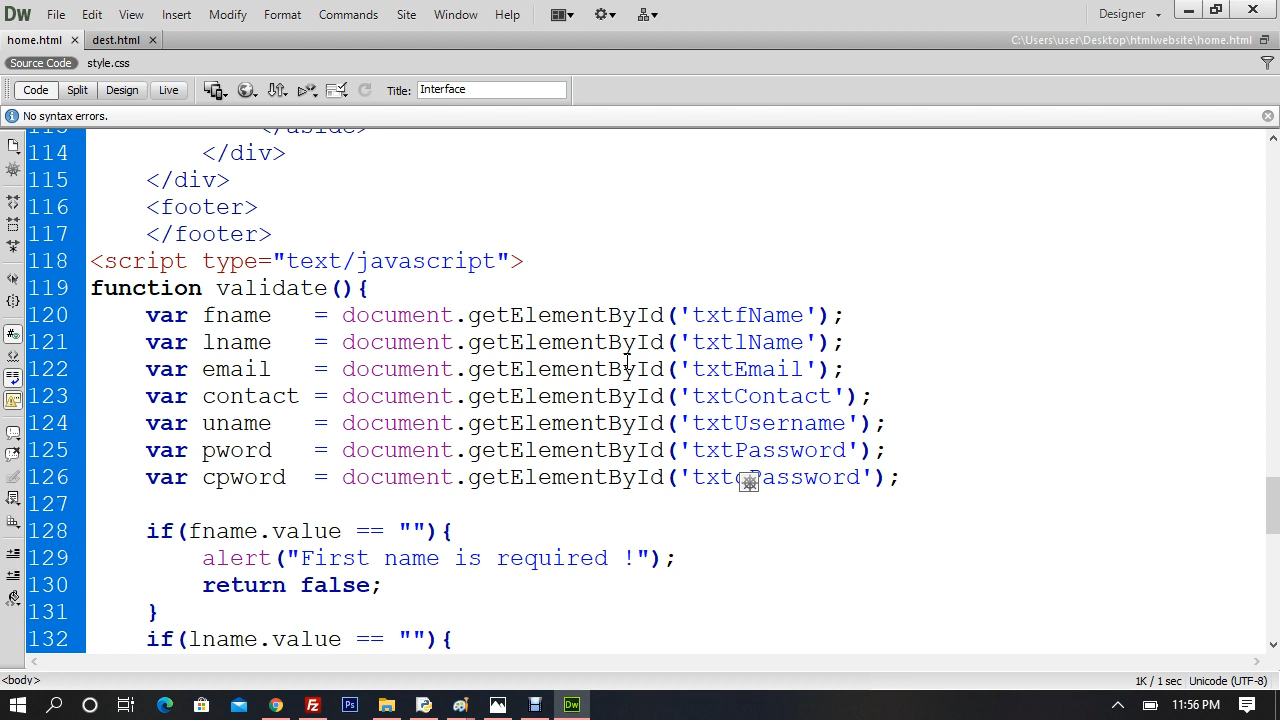 Dw File Edit View Insert Modify Format Commands Site Window Help Designer
home.html dest.html C:\Users\user\Desktop\htmlwebsite\home.html
Source Code style.css
Code Split Design Live Title: Interface
No syntax errors.
114 </div>
115 </div>
116 <footer>
117 </footer>
118 <script type="text/javascript">
119 function validate(){
120 var fname = document.getElementById('txtfName');
121 var lname = document.getElementById('txtlName');
122 var email = document.getElementById('txtEmail');
123 var contact = document.getElementById('txtContact');
124 var uname = document.getElementById('txtUsername');
125 var pword = document.getElementById('txtPassword');
126 var cpword = document.getElementById('txtcPassword');
127
128 if(fname.value == ""){
129 alert("First name is required !");
130 return false;
131 }
132 if(lname.value == ""){
<body> 1K / 1 sec Unicode (UTF-8)
Fz Ps Dw 11:56 PM